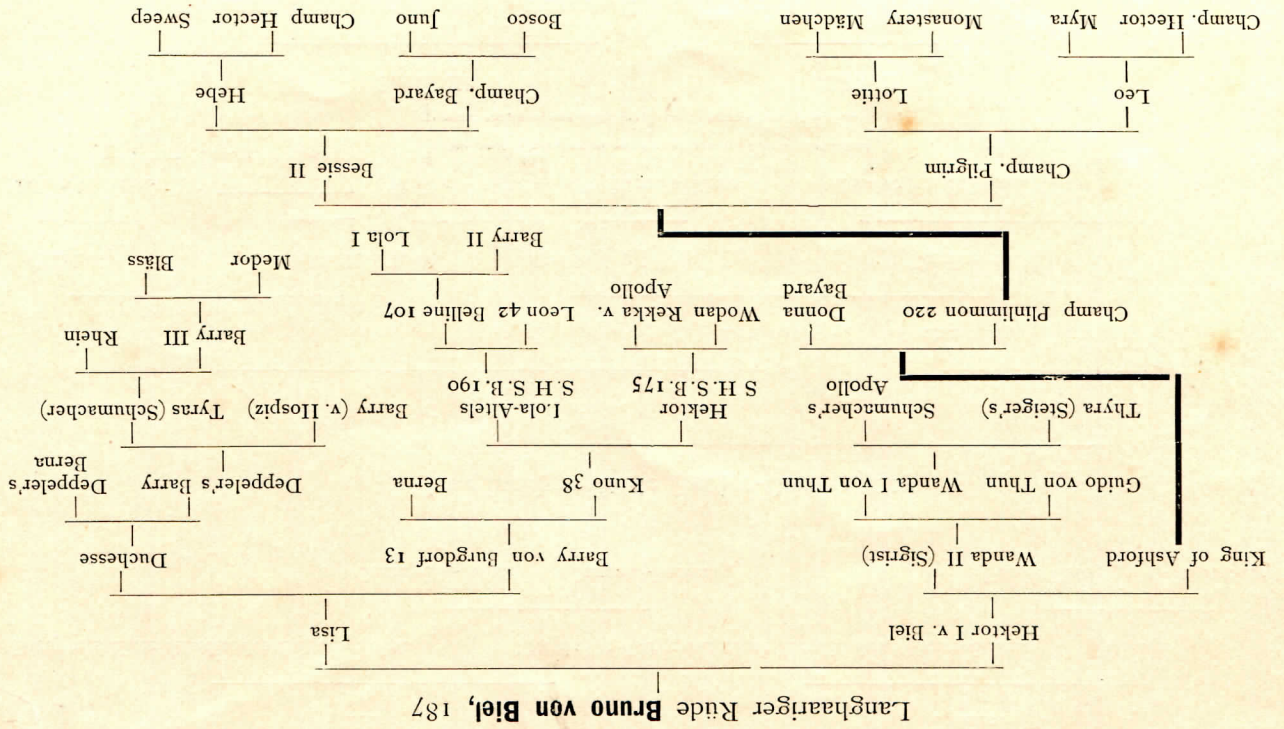 Langhaariger Rüde Bruno von Biel, 187
Hektor I v. Biel Lisa
King of Ashford Wanda II (Sigrist) Barry von Burgdorf 13 Duchesse
Guido von Thun Wanda I von Thun Kuno 38 Berna Deppeler's Barry Deppeler's
Berna
Thyra (Steiger's) Schumacher's Hektor Lola-Altels Barry (v. Hospiz) Tyras (Schumacher)
Apollo S H S.B. 175 S.H.S.B. 190
Barry III Rhein
Champ Plinlimmon 220 Donna Wodan Rekka v. Leon 42 Belline 107
Bayard Apollo
Medor Bläss
Barry II Lola I
Champ. Pilgrim Bessie II
Leo Lottie Champ. Bayard Hebe
Champ. Hector Myra Monastery Mädchen Bosco Juno Champ Hector Sweep